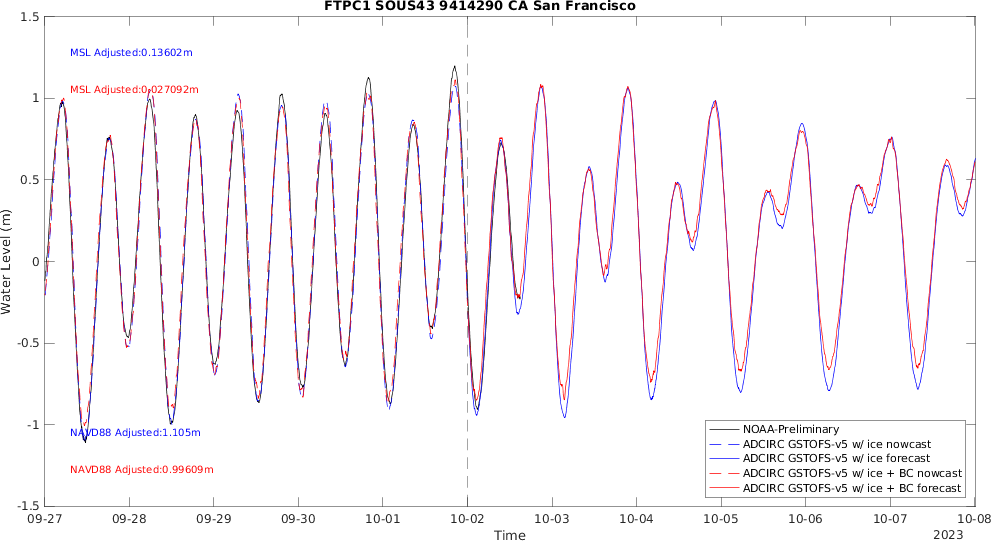 FTPC1 SOUS43 9414290 CA San Francisco
1.5
MSL Adjusted:0.13602m
MSL Adjusted:0.027092m
1
0.5
0
-0.5
-1
-1.5
Water Level (m)
NAVD88 Adjusted:1.105m
NAVD88 Adjusted:0.99609m
NOAA-Preliminary
ADCIRC GSTOFS-v5 w/ ice nowcast
ADCIRC GSTOFS-v5 w/ ice forecast
ADCIRC GSTOFS-v5 w/ ice + BC nowcast
ADCIRC GSTOFS-v5 w/ ice + BC forecast
09-27 09-28 09-29 09-30 10-01 10-02 10-03 10-04 10-05 10-06 10-07 10-08
Time
2023